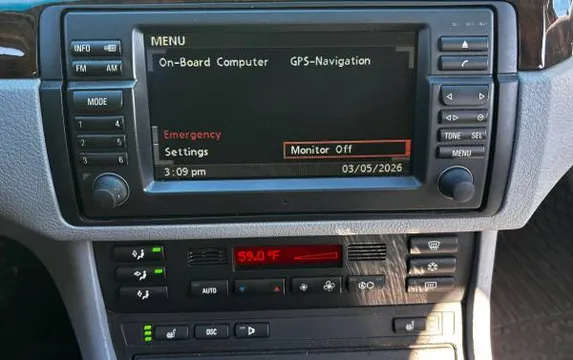 MENU
On-Board Computer GPS-Navigation
Emergency
Settings Monitor Off
3:09 pm 03/05/2026
INFO
FM AM
MODE
1 4
2 5
3 6
TONE SEL
MENU
59.0 °F
AUTO
DSC